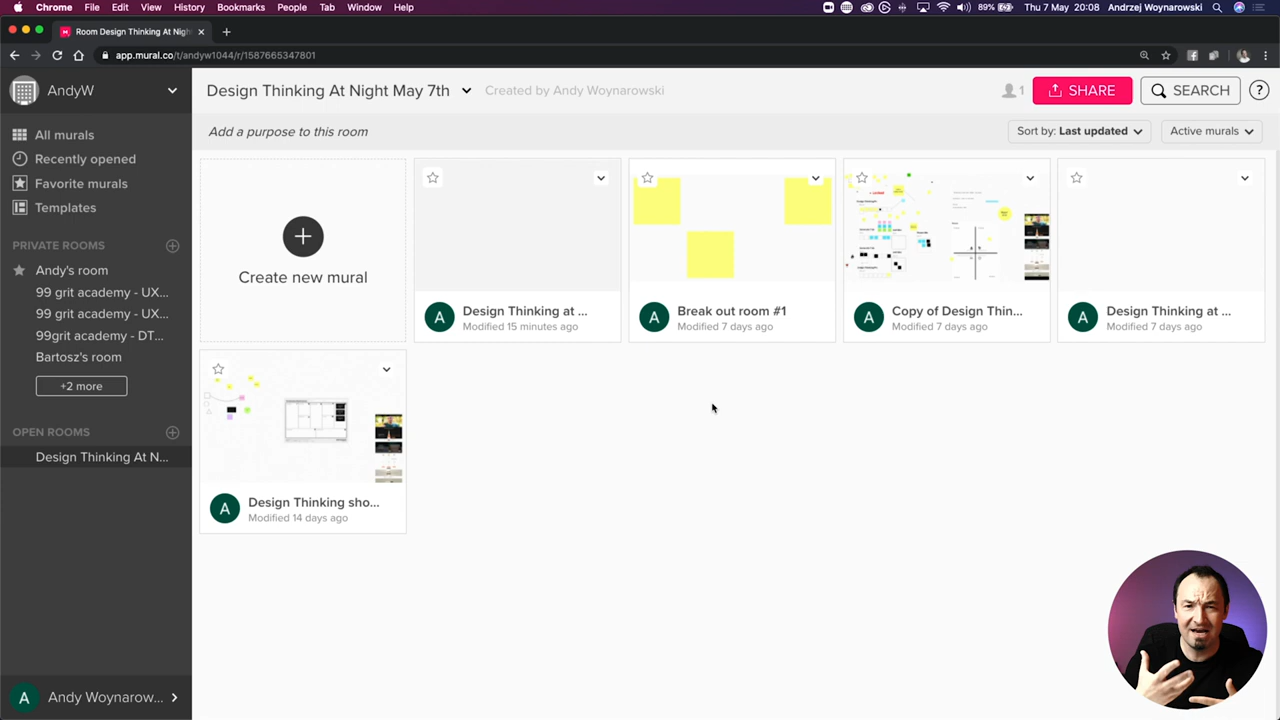 Chrome File Edit View History Bookmarks People Tab Window Help
89% Thu 7 May 20:08 Andrzej Woynarowski
Room Design Thinking At Nigh
app.mural.co/t/andyw1044/r/1587665347801
AndyW
Design Thinking At Night May 7th
Created by Andy Woynarowski
1
SHARE
SEARCH
?
Add a purpose to this room
Sort by: Last updated
Active murals
All murals
Recently opened
Favorite murals
Templates
PRIVATE ROOMS
Andy's room
99 grit academy - UX...
99 grit academy - UX...
99grit academy - DT...
Bartosz's room
+2 more
OPEN ROOMS
Design Thinking At N...
A
Andy Woynarow...
Create new mural
A
Design Thinking at ...
Modified 15 minutes ago
A
Break out room #1
Modified 7 days ago
A
Copy of Design Thin...
Modified 7 days ago
A
Design Thinking at ...
Modified 7 days ago
A
Design Thinking sho...
Modified 14 days ago